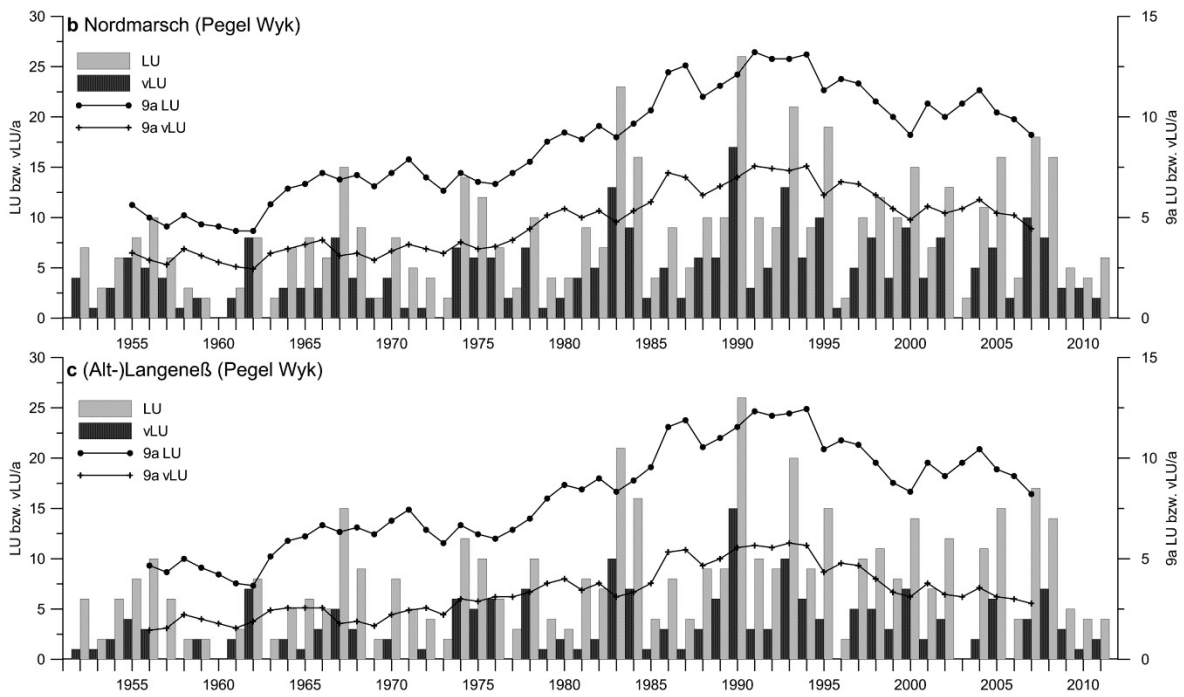 b Nordmarsch (Pegel Wyk)
LU
vLU
9a LU
9a vLU
LU bzw. vLU/a
9a LU bzw. vLU/a
30
25
20
15
10
5
0
15
10
5
0
1955 1960 1965 1970 1975 1980 1985 1990 1995 2000 2005 2010
c (Alt-)Langeneß (Pegel Wyk)
LU
vLU
9a LU
9a vLU
LU bzw. vLU/a
9a LU bzw. vLU/a
30
25
20
15
10
5
0
15
10
5
0
1955 1960 1965 1970 1975 1980 1985 1990 1995 2000 2005 2010